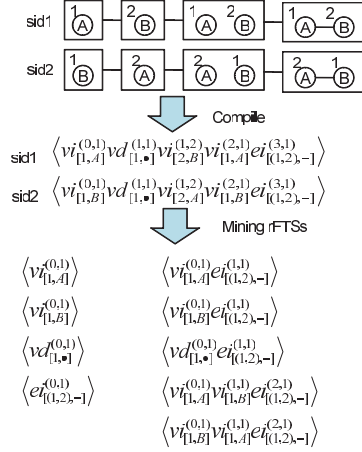 sid1 1 A 2 B 1 A 2 B 1 A 2 B
sid2 1 B 2 A 2 A 1 B 2 A 1 B
Compile
sid1 ⟨vi^{(0,1)}_{[1,A]} vd^{(1,1)}_{[1,•]} vi^{(1,2)}_{[2,B]} vi^{(2,1)}_{[1,A]} ei^{(3,1)}_{[(1,2),−]}⟩
sid2 ⟨vi^{(0,1)}_{[1,B]} vd^{(1,1)}_{[1,•]} vi^{(1,2)}_{[2,A]} vi^{(2,1)}_{[1,B]} ei^{(3,1)}_{[(1,2),−]}⟩
Mining rFTSs
⟨vi^{(0,1)}_{[1,A]}⟩ ⟨vi^{(0,1)}_{[1,A]} ei^{(1,1)}_{[(1,2),−]}⟩
⟨vi^{(0,1)}_{[1,B]}⟩ ⟨vi^{(0,1)}_{[1,B]} ei^{(1,1)}_{[(1,2),−]}⟩
⟨vd^{(0,1)}_{[1,•]}⟩ ⟨vd^{(0,1)}_{[1,•]} ei^{(1,1)}_{[(1,2),−]}⟩
⟨ei^{(0,1)}_{[(1,2),−]}⟩ ⟨vi^{(0,1)}_{[1,A]} vi^{(1,1)}_{[1,B]} ei^{(2,1)}_{[(1,2),−]}⟩
⟨vi^{(0,1)}_{[1,B]} vi^{(1,1)}_{[1,A]} ei^{(2,1)}_{[(1,2),−]}⟩